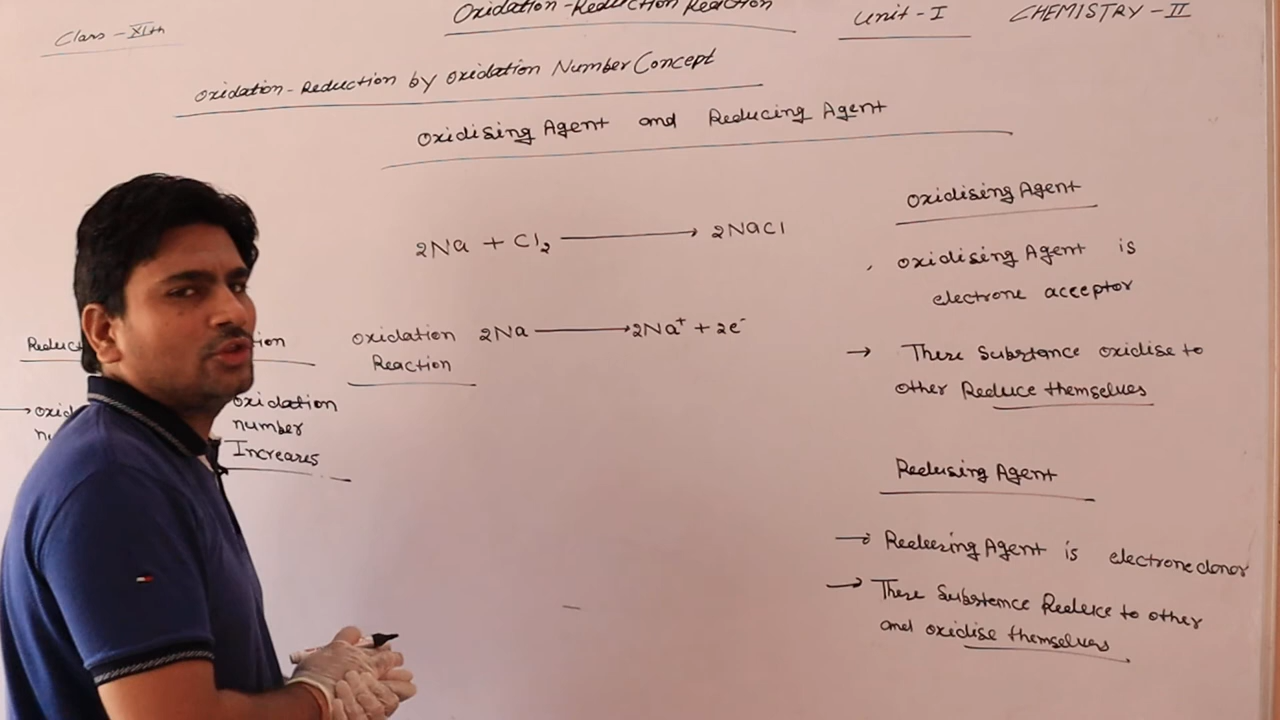 Class - XIth
Oxidation - Reduction Reaction
Unit - I
CHEMISTRY - II
Oxidation - Reduction by Oxidation Number Concept
Oxidising Agent and Reducing Agent
2Na + Cl₂ ⟶ 2NaCl
Oxidation Reaction
2Na ⟶ 2Na⁺ + 2e⁻
Oxidation
number
Increases
Oxidising Agent
Oxidising Agent is
electrone acceptor
→ These Substance oxidise to
other Reduce themselves
Reducing Agent
→ Reducing Agent is electrone donor
→ These Substence Reduce to other
and oxidise themselves